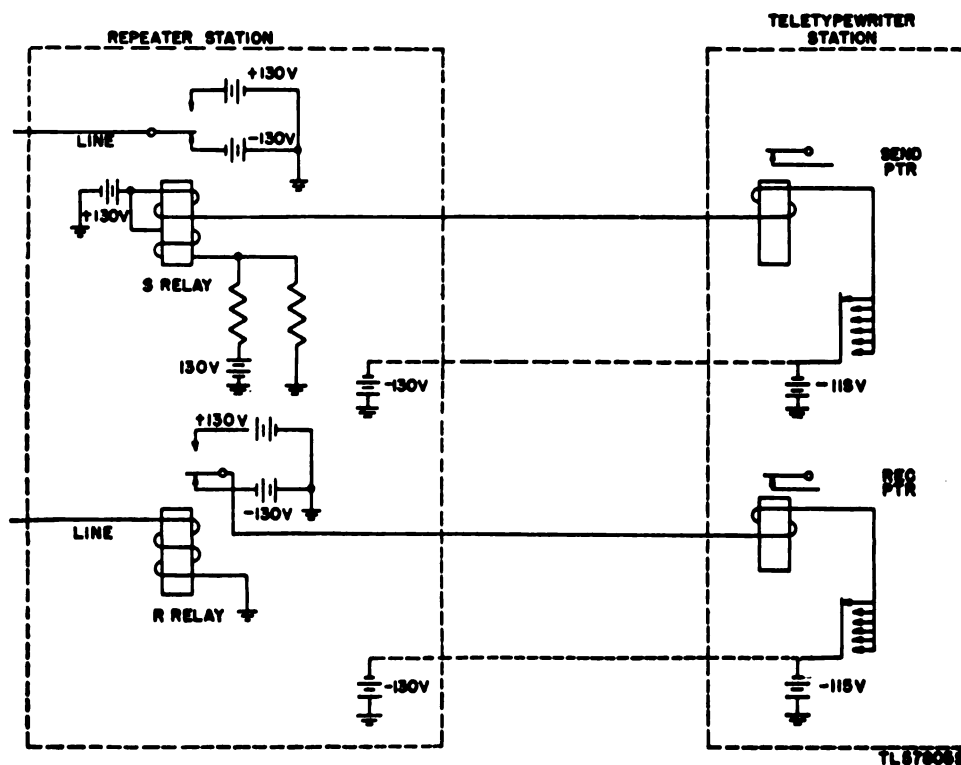 REPEATER STATION
TELETYPEWRITER
STATION
+130V
LINE
-130V
+130V
S RELAY
130V
-130V
SEND
PTR
-115V
+130V
-130V
LINE
R RELAY
-130V
REC
PTR
-115V